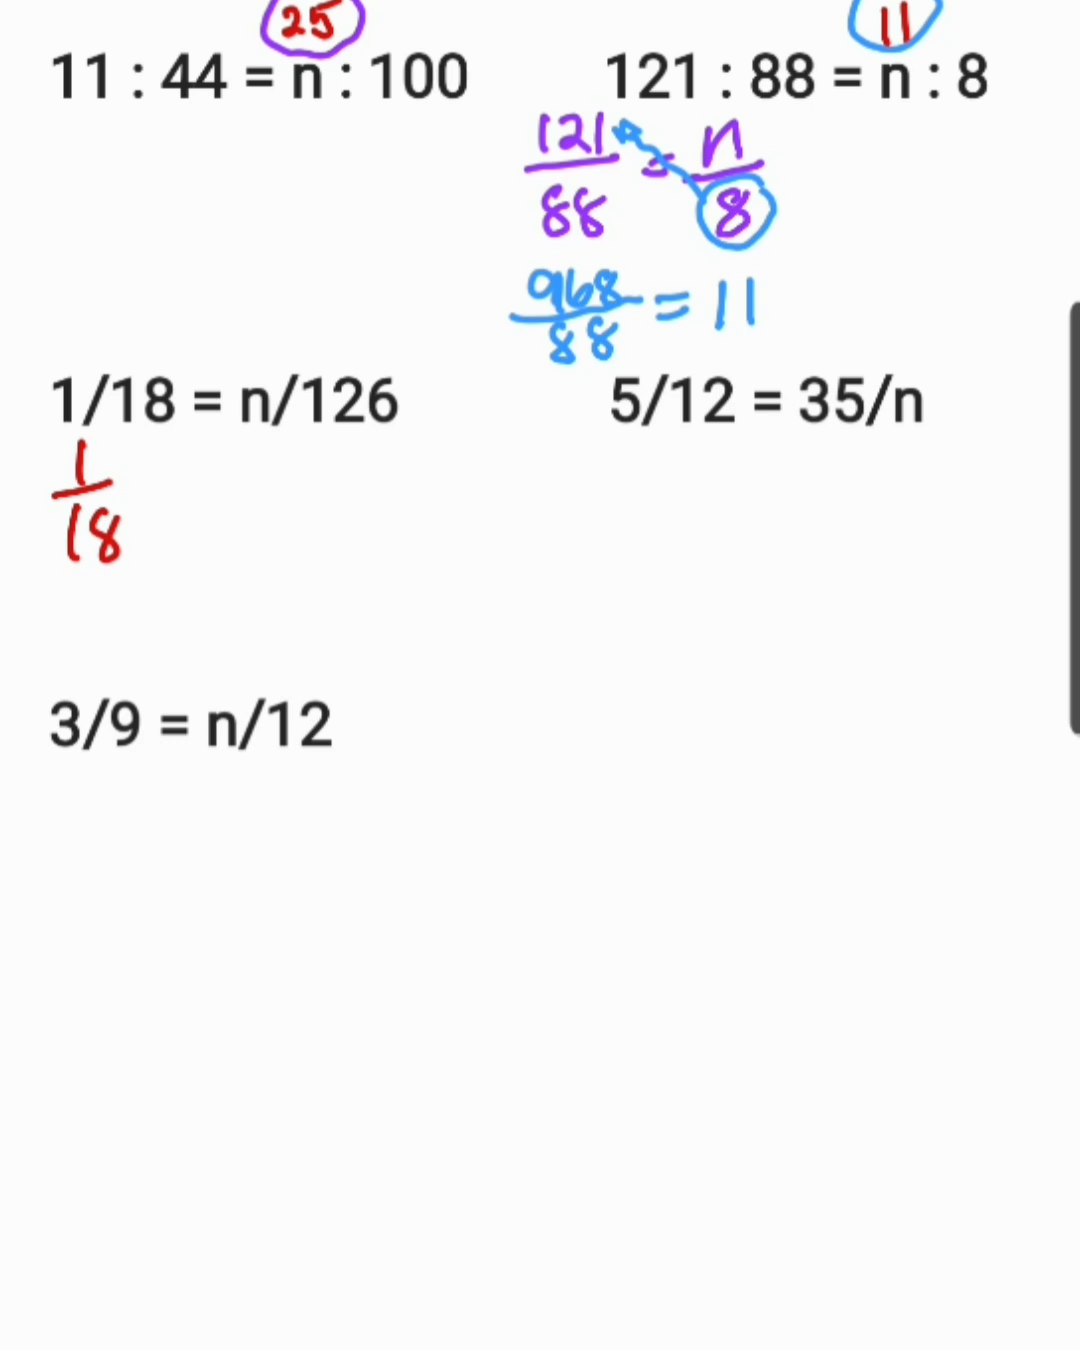 25 11
11 : 44 = n : 100 121 : 88 = n : 8
121/88 = n/8
968/88 = 11
1/18 = n/126 5/12 = 35/n
1/18
3/9 = n/12